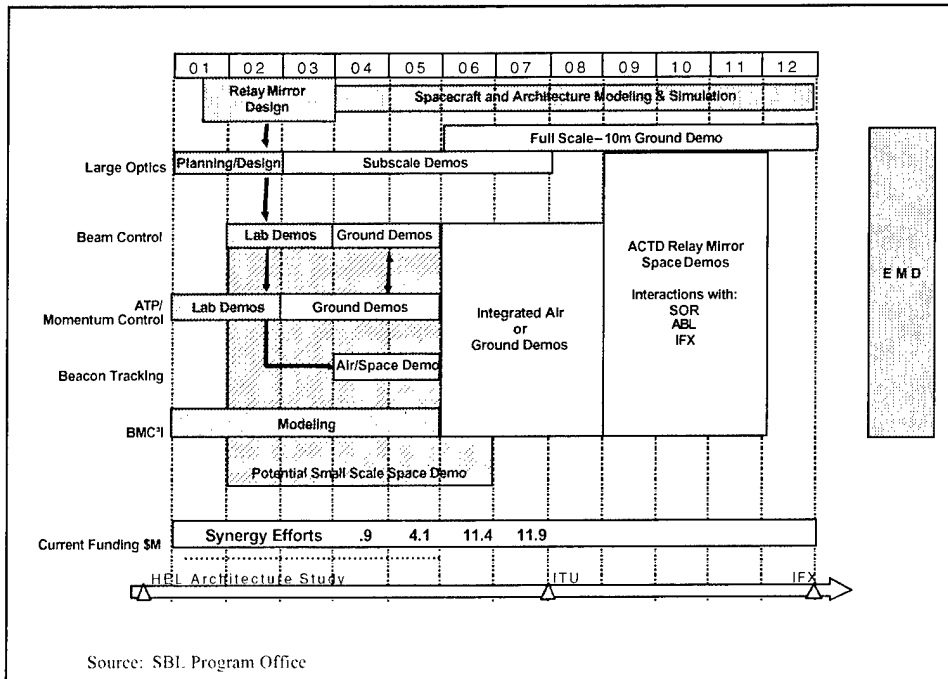 01 02 03 04 05 06 07 08 09 10 11 12
Relay Mirror
Design
Spacecraft and Architecture Modeling & Simulation
Full Scale–10m Ground Demo
Large Optics
Planning/Design
Subscale Demos
Beam Control
Lab Demos
Ground Demos
ATP/
Momentum Control
Lab Demos
Ground Demos
Beacon Tracking
Air/Space Demo
BMC³I
Modeling
Potential Small Scale Space Demo
Integrated Air
or
Ground Demos
ACTD Relay Mirror
Space Demos
Interactions with:
SOR
ABL
IFX
EMD
Current Funding $M
Synergy Efforts .9 4.1 11.4 11.9
HEL Architecture Study
ITU
IFX
Source: SBL Program Office